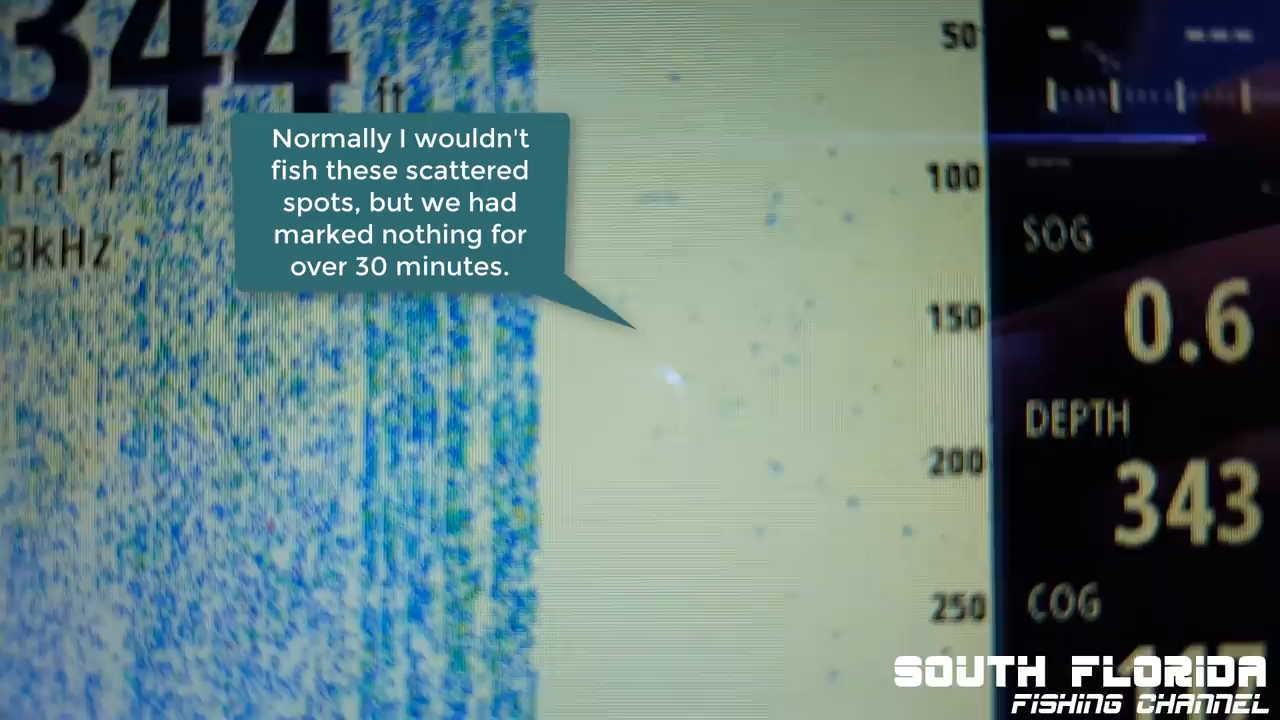 344 ft
50
Normally I wouldn't
fish these scattered
spots, but we had
marked nothing for
over 30 minutes.
100
150
200
250
SOG
0.6
DEPTH
343
COG
SOUTH FLORIDA
FISHING CHANNEL